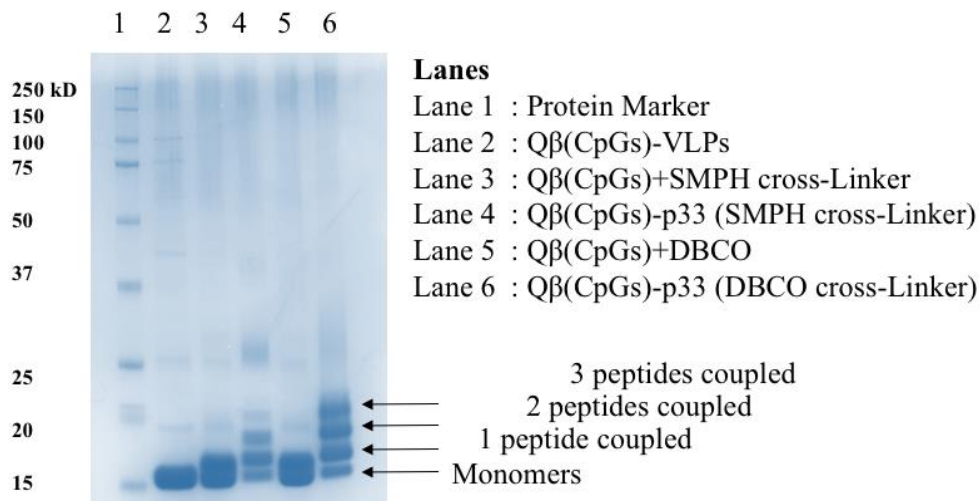 1 2 3 4 5 6
250 kD
150
100
75
50
37
25
20
15
Lanes
Lane 1 : Protein Marker
Lane 2 : Qβ(CpGs)-VLPs
Lane 3 : Qβ(CpGs)+SMPH cross-Linker
Lane 4 : Qβ(CpGs)-p33 (SMPH cross-Linker)
Lane 5 : Qβ(CpGs)+DBCO
Lane 6 : Qβ(CpGs)-p33 (DBCO cross-Linker)
3 peptides coupled
2 peptides coupled
1 peptide coupled
Monomers